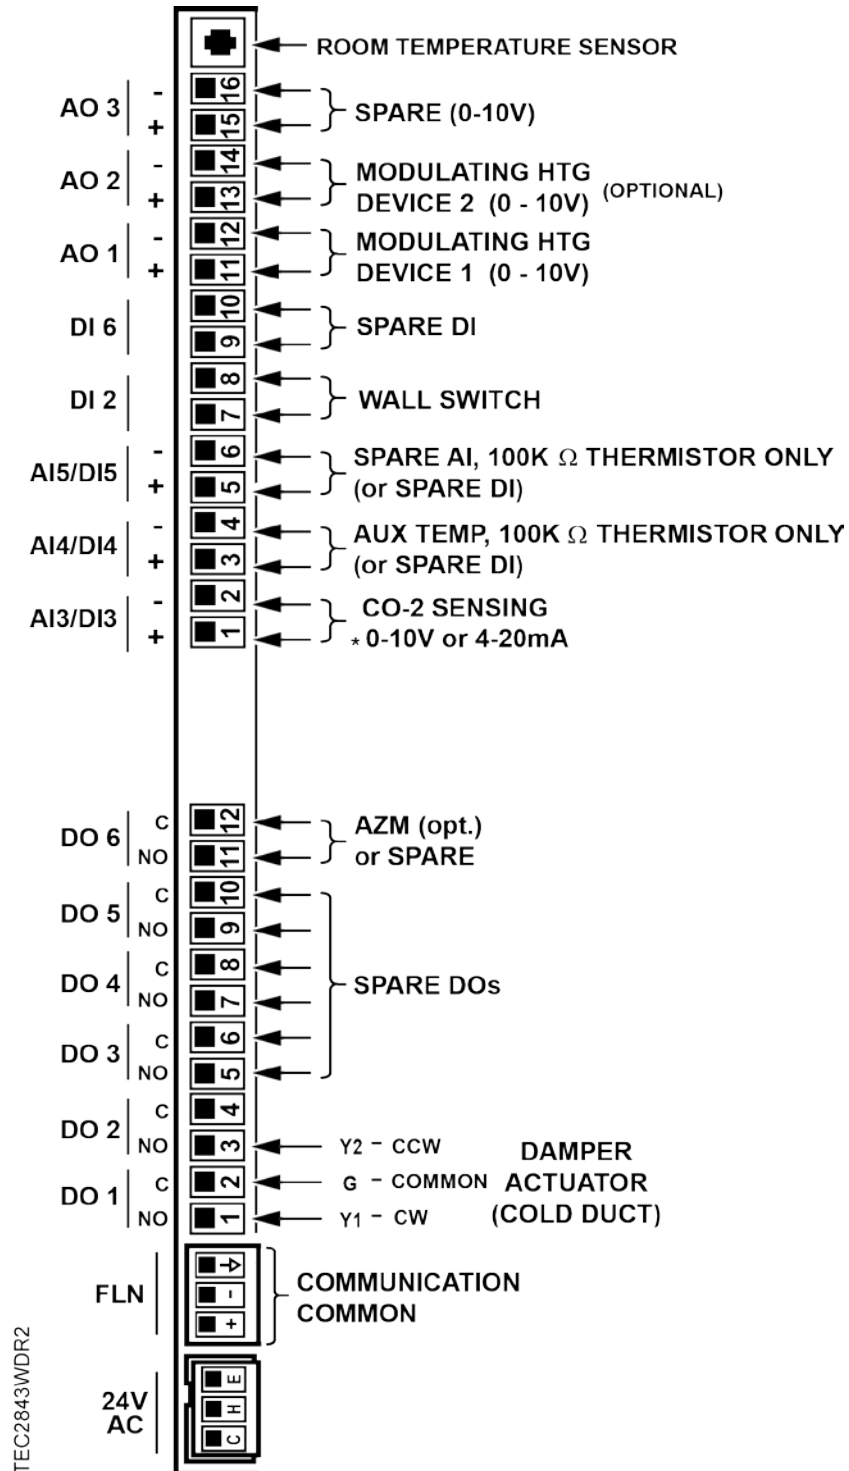 ROOM TEMPERATURE SENSOR
AO 3
-
+
16
15
SPARE (0-10V)
AO 2
-
+
14
13
MODULATING HTG
DEVICE 2 (0 - 10V) (OPTIONAL)
AO 1
-
+
12
11
MODULATING HTG
DEVICE 1 (0 - 10V)
DI 6
10
9
SPARE DI
DI 2
8
7
WALL SWITCH
AI5/DI5
-
+
6
5
SPARE AI, 100K Ω THERMISTOR ONLY
(or SPARE DI)
AI4/DI4
-
+
4
3
AUX TEMP, 100K Ω THERMISTOR ONLY
(or SPARE DI)
AI3/DI3
-
+
2
1
CO-2 SENSING
* 0-10V or 4-20mA
DO 6
C
NO
12
11
AZM (opt.)
or SPARE
DO 5
C
NO
10
9
DO 4
C
NO
8
7
SPARE DOs
DO 3
C
NO
6
5
DO 2
C
NO
4
3
Y2 - CCW
DO 1
C
NO
2
1
G - COMMON
Y1 - CW
DAMPER
ACTUATOR
(COLD DUCT)
FLN
-
+
COMMUNICATION
COMMON
24V
AC
E
H
C
TEC2843WDR2